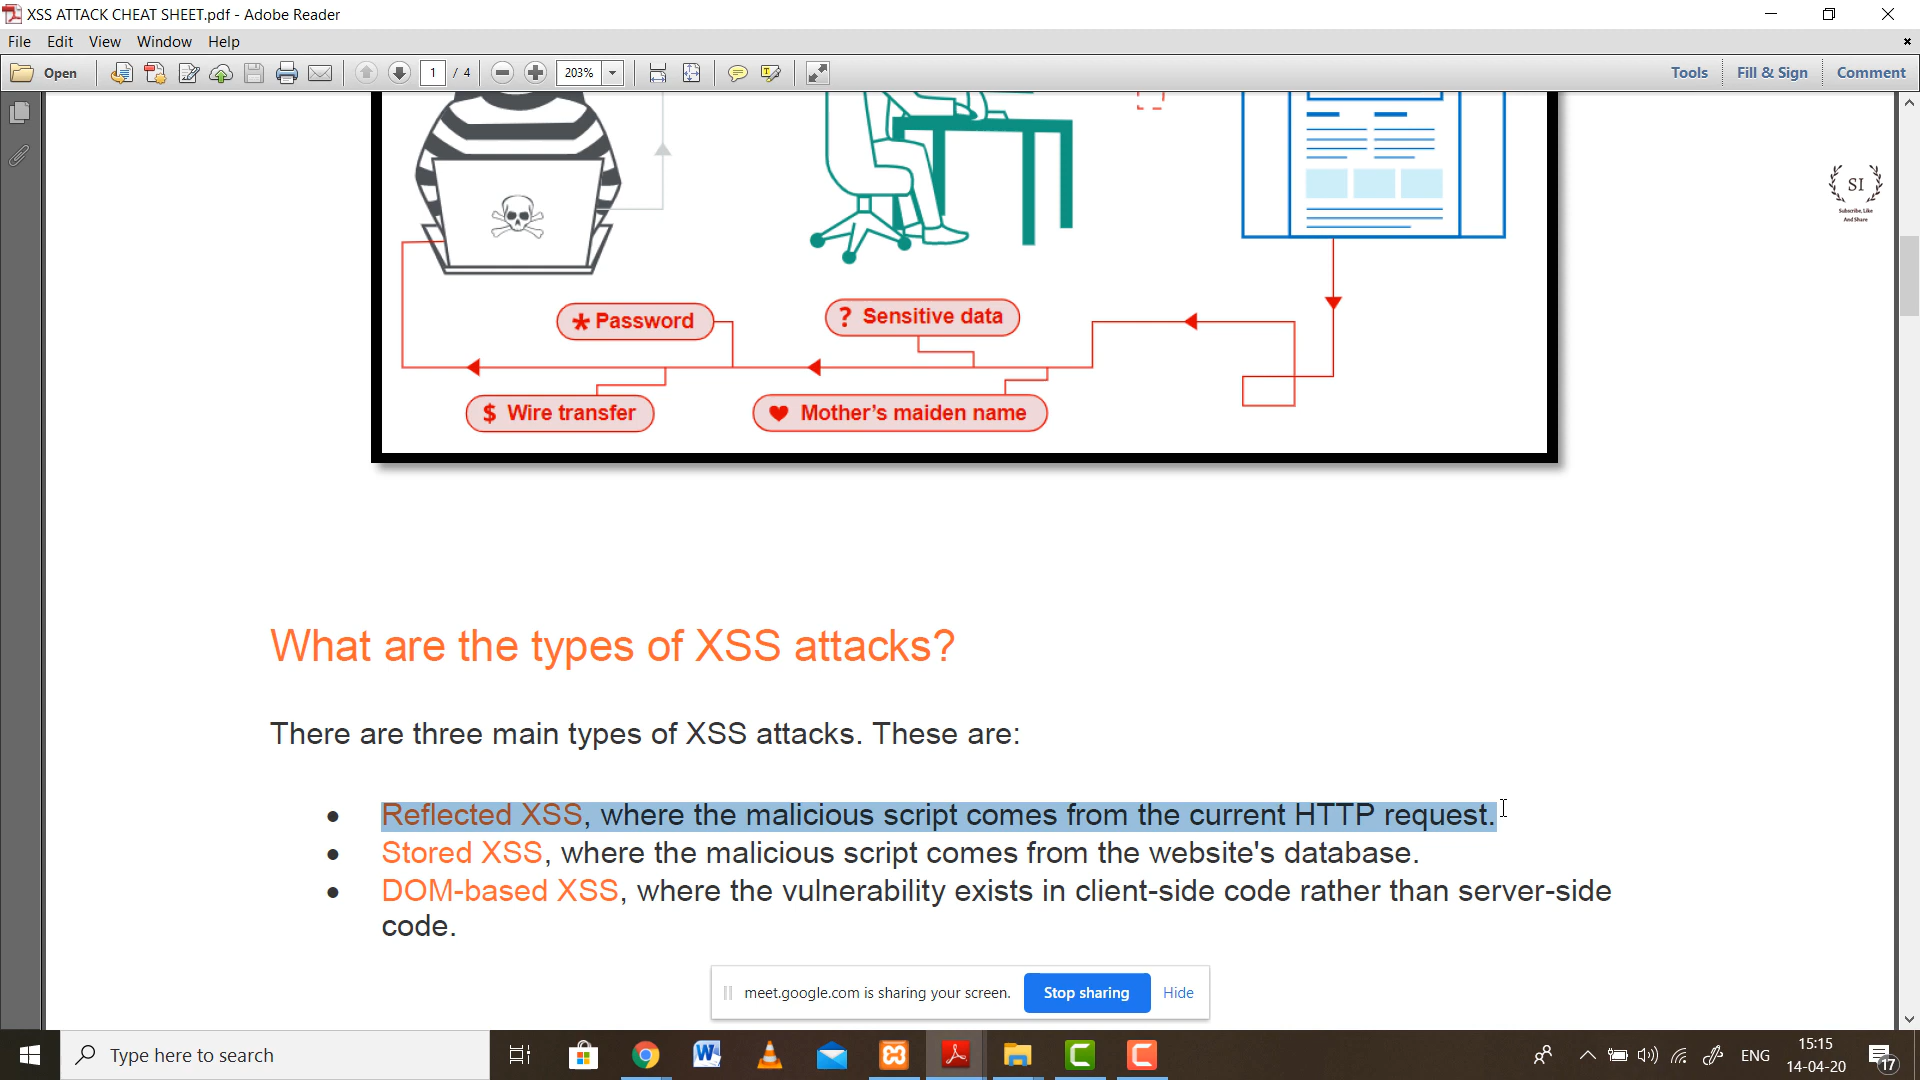 XSS ATTACK CHEAT SHEET.pdf - Adobe Reader
File Edit View Window Help
Open 1 / 4 203% Tools Fill & Sign Comment
SI
Subscribe, Like
And Share
* Password
? Sensitive data
$ Wire transfer
Mother's maiden name
What are the types of XSS attacks?
There are three main types of XSS attacks. These are:
• Reflected XSS, where the malicious script comes from the current HTTP request.
• Stored XSS, where the malicious script comes from the website's database.
• DOM-based XSS, where the vulnerability exists in client-side code rather than server-side
code.
meet.google.com is sharing your screen. Stop sharing Hide
Type here to search
ENG
15:15
14-04-20
17